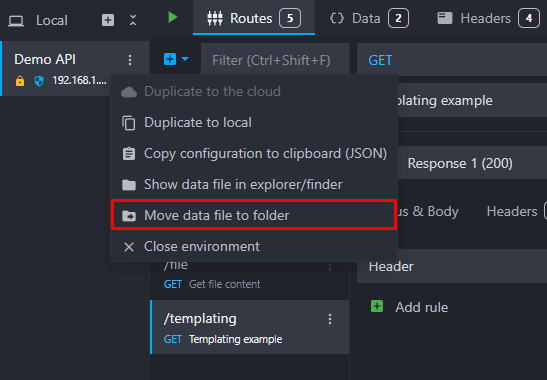 Local
Routes 5
Data 2
Headers 4
Demo API
192.168.1....
Filter (Ctrl+Shift+F)
GET
plating example
Duplicate to the cloud
Duplicate to local
Copy configuration to clipboard (JSON)
Show data file in explorer/finder
Move data file to folder
Close environment
Response 1 (200)
us & Body
Headers
/file
GET Get file content
Header
/templating
GET Templating example
Add rule